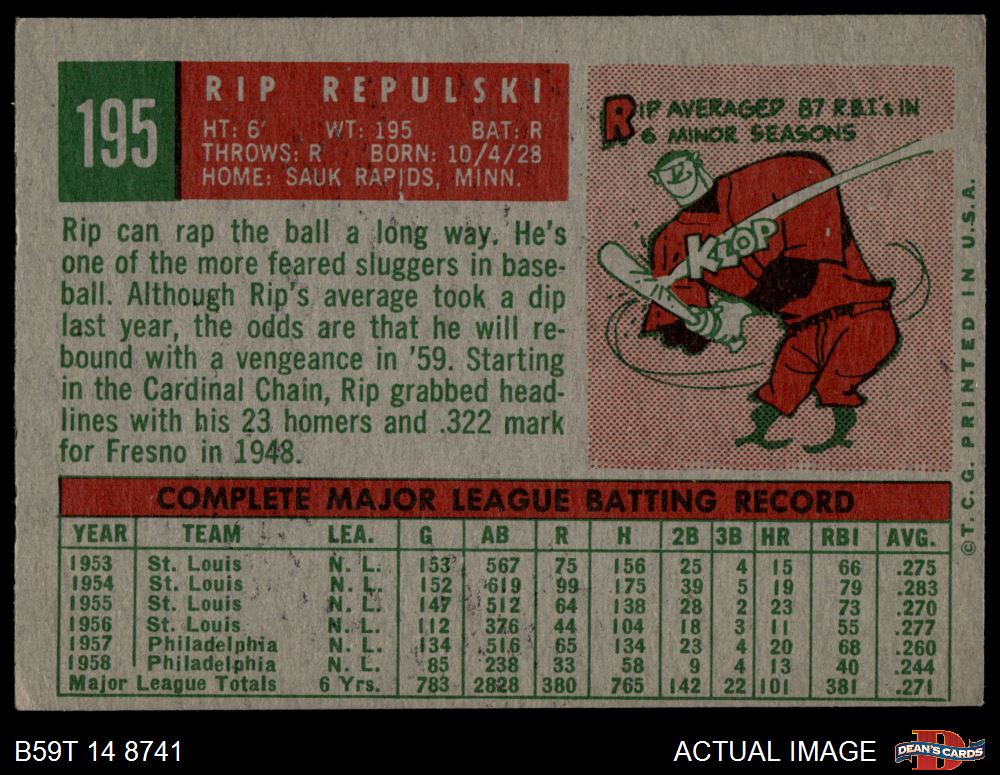 195
RIP REPULSKI
HT: 6' WT: 195 BAT: R
THROWS: R BORN: 10/4/28
HOME: SAUK RAPIDS, MINN.
RIP AVERAGED 87 R.B.I.'s IN
6 MINOR SEASONS
KZOP
Rip can rap the ball a long way. He's
one of the more feared sluggers in base-
ball. Although Rip's average took a dip
last year, the odds are that he will re-
bound with a vengeance in '59. Starting
in the Cardinal Chain, Rip grabbed head-
lines with his 23 homers and .322 mark
for Fresno in 1948.
©T.C.G. PRINTED IN U.S.A.
COMPLETE MAJOR LEAGUE BATTING RECORD
YEAR TEAM LEA. G AB R H 2B 3B HR RBI AVG.
1953 St. Louis N. L. 153 567 75 156 25 4 15 66 .275
1954 St. Louis N. L. 152 619 99 175 39 5 19 79 .283
1955 St. Louis N. L. 147 512 64 138 28 2 23 73 .270
1956 St. Louis N. L. 112 376 44 104 18 3 11 55 .277
1957 Philadelphia N. L. 134 516 65 134 23 4 20 68 .260
1958 Philadelphia N. L. 85 238 33 58 9 4 13 40 .244
Major League Totals 6 Yrs. 783 2828 380 765 142 22 101 381 .271
B59T 14 8741
ACTUAL IMAGE
DEAN'S CARDS